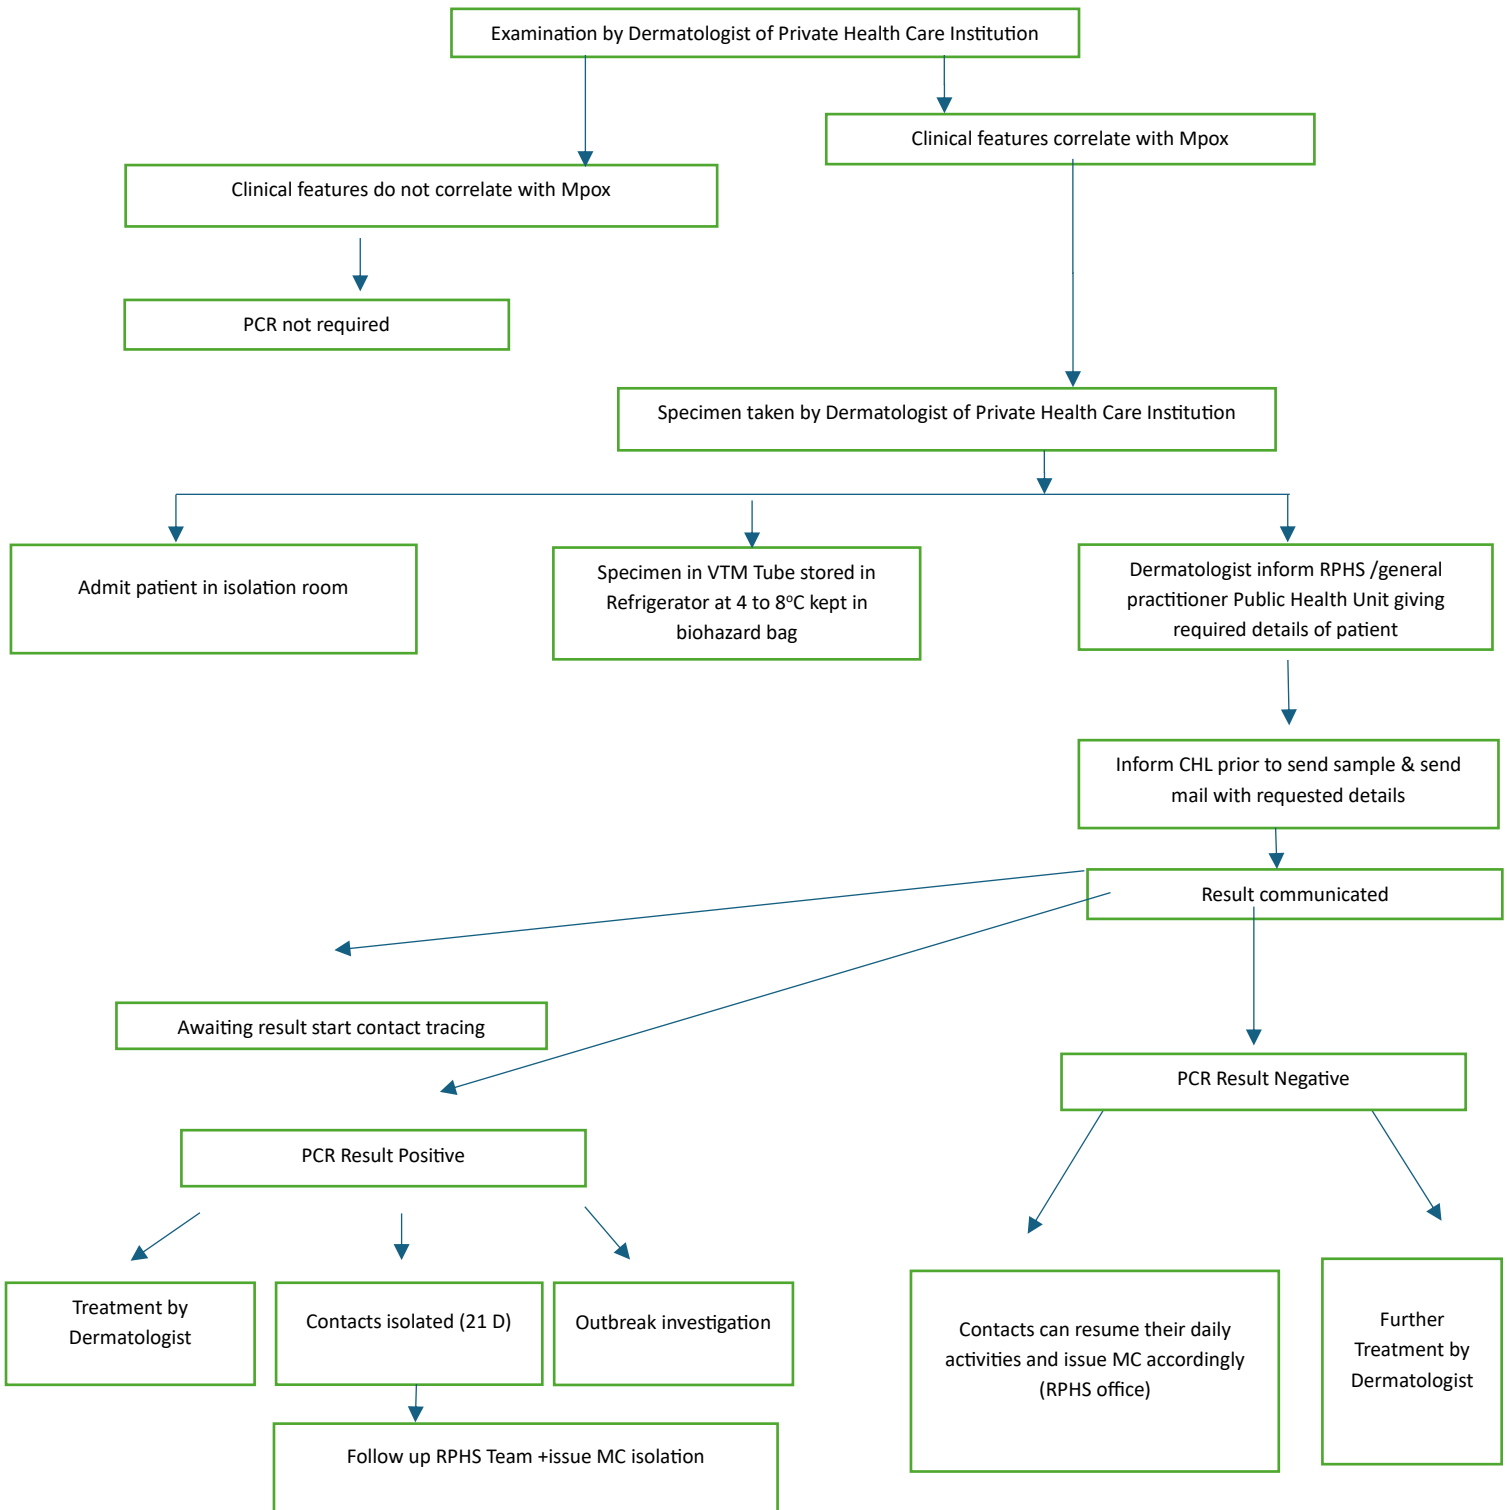 Examination by Dermatologist of Private Health Care Institution
Clinical features correlate with Mpox
Clinical features do not correlate with Mpox
PCR not required
Specimen taken by Dermatologist of Private Health Care Institution
Admit patient in isolation room
Specimen in VTM Tube stored in
Refrigerator at 4 to 8°C kept in
biohazard bag
Dermatologist inform RPHS /general
practitioner Public Health Unit giving
required details of patient
Inform CHL prior to send sample & send
mail with requested details
Result communicated
Awaiting result start contact tracing
PCR Result Negative
PCR Result Positive
Treatment by
Dermatologist
Contacts isolated (21 D)
Outbreak investigation
Contacts can resume their daily
activities and issue MC accordingly
(RPHS office)
Further
Treatment by
Dermatologist
Follow up RPHS Team +issue MC isolation